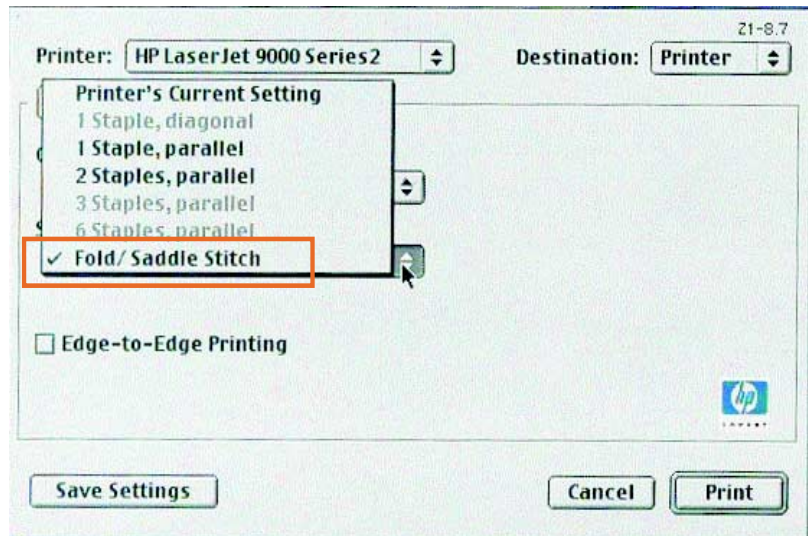 Z1-8.7
Printer: HP LaserJet 9000 Series2 Destination: Printer
Printer's Current Setting
1 Staple, diagonal
1 Staple, parallel
2 Staples, parallel
3 Staples, parallel
6 Staples, parallel
✓ Fold/ Saddle Stitch
Edge-to-Edge Printing
hp
invent
Save Settings Cancel Print